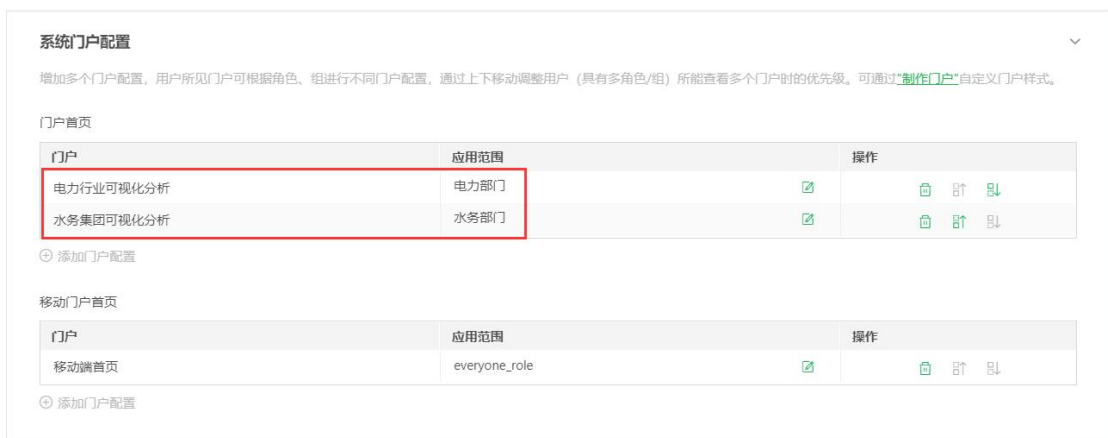 系统门户配置
增加多个门户配置，用户所见门户可根据角色、组进行不同门户配置，通过上下移动调整用户（具有多角色/组）所能查看多个门户时的优先级。可通过"制作门户"自定义门户样式。
门户首页
门户 应用范围 操作
电力行业可视化分析 电力部门
水务集团可视化分析 水务部门
添加门户配置
移动门户首页
门户 应用范围 操作
移动端首页 everyone_role
添加门户配置